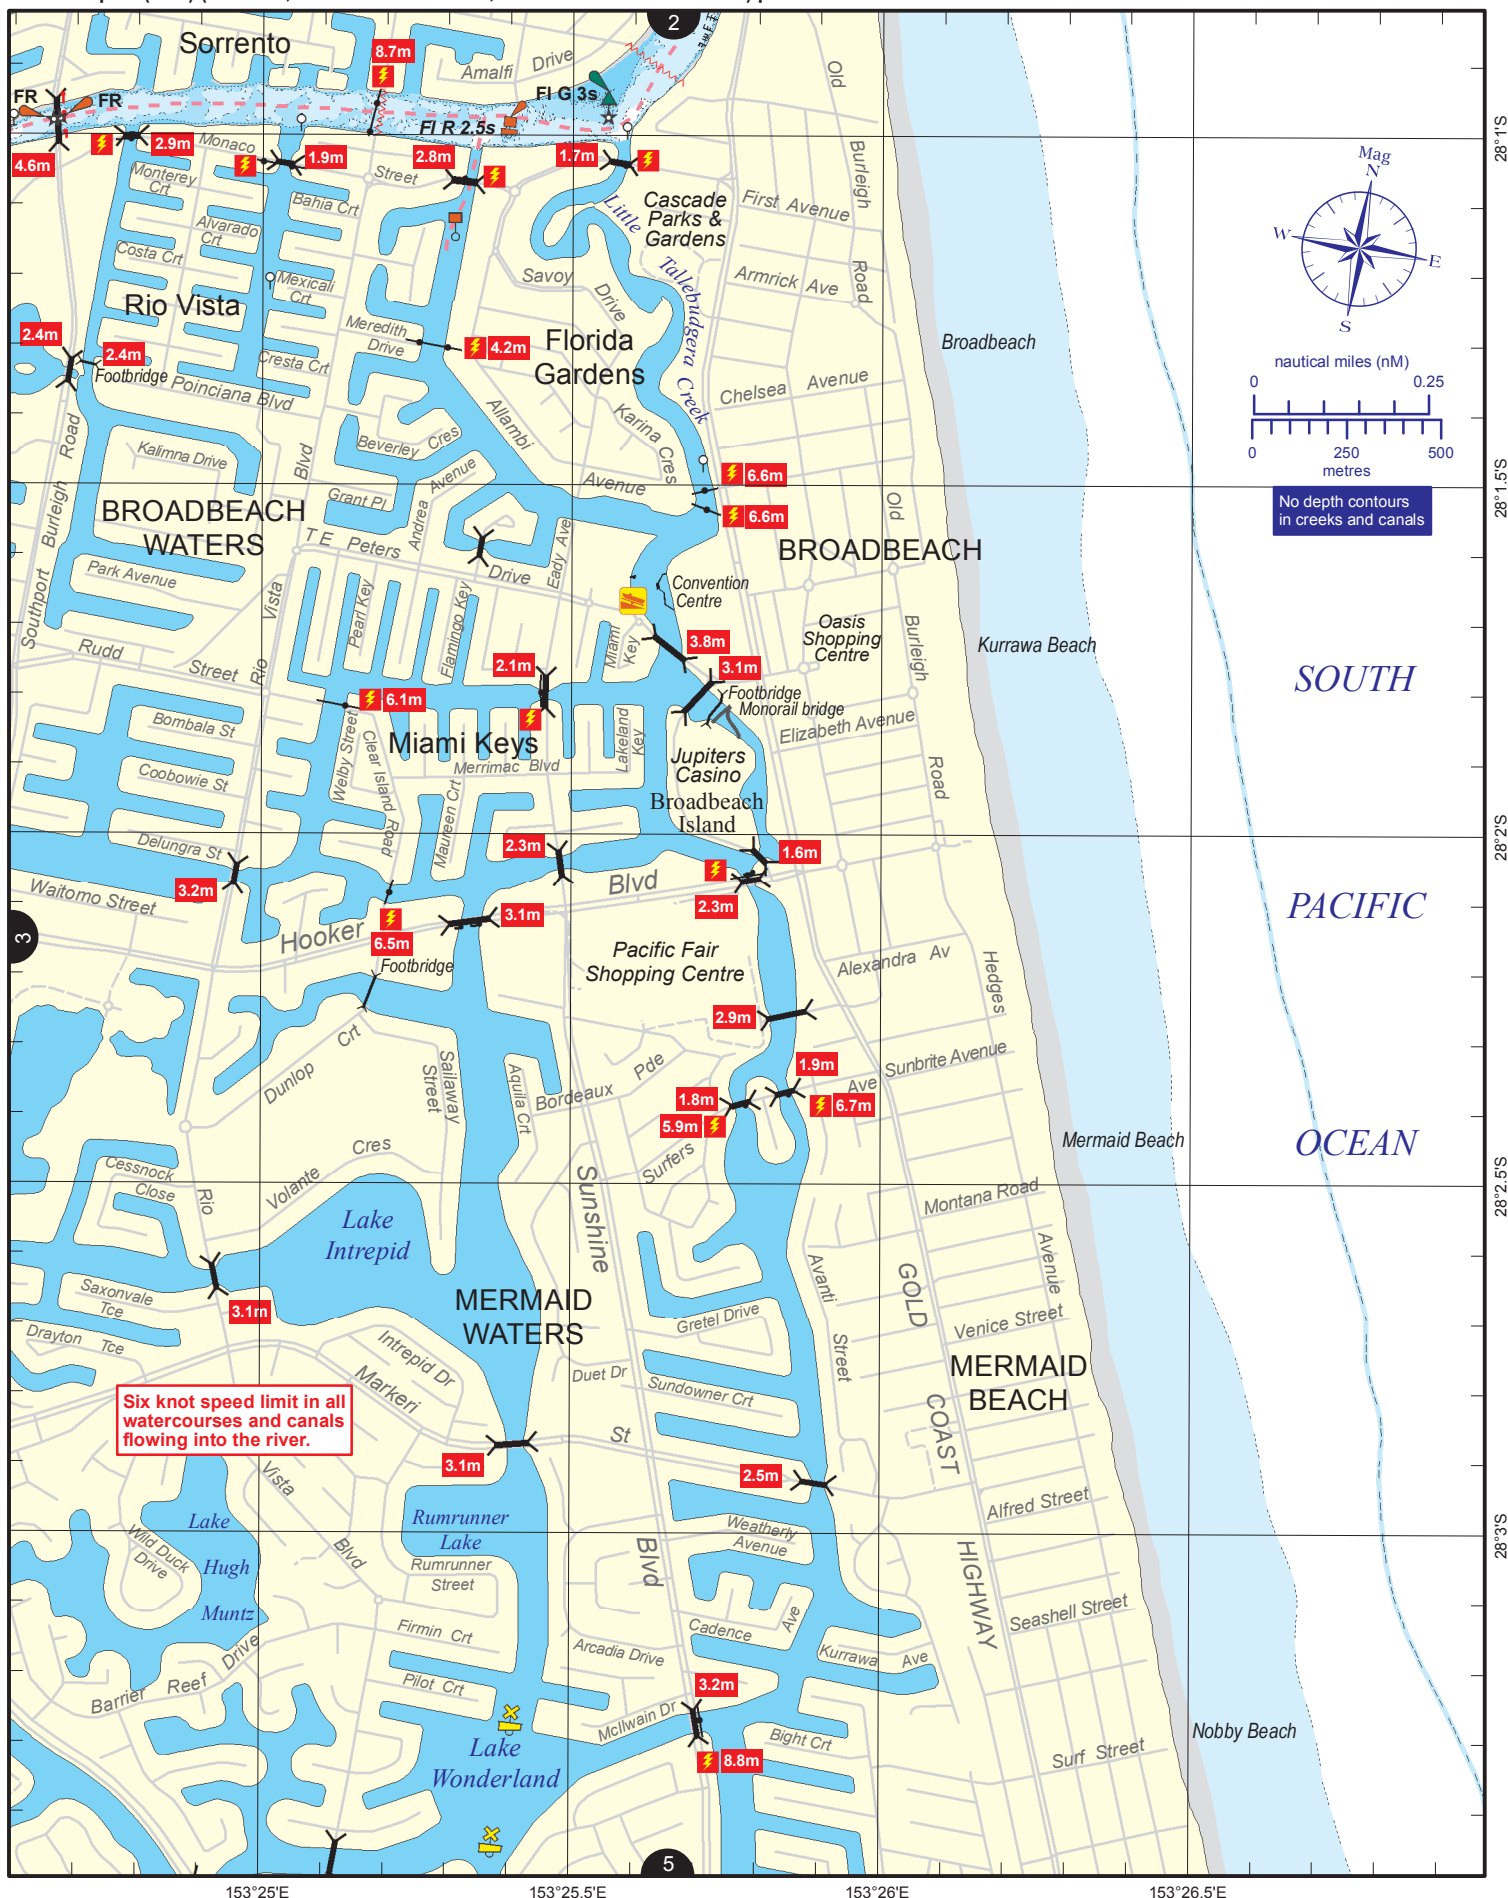 2
Sorrento
8.7m
Amalfi Drive
Old
FR
FR
Fl G 3s
Fl R 2.5s
4.6m
2.9m
Monaco
1.9m
2.8m
1.7m
Street
Monterey
Crt
Bahia Crt
Alvarado
Crt
Costa Crt
Mexicali
Crt
Rio Vista
Little
Tallebudgera
Creek
Cascade
Parks &
Gardens
First Avenue
Burleigh
Armrick Ave
Road
Savoy
Drive
Meredith
Drive
4.2m
Florida
Gardens
2.4m
2.4m
Footbridge
Cresta Crt
Poinciana Blvd
Chelsea Avenue
Broadbeach
28°1'S
Mag
N
W
E
S
nautical miles (nM)
0
0.25
0
250
500
metres
No depth contours
in creeks and canals
Karina
Cres
Allambi
Avenue
Beverley Cres
Kalimna Drive
Blvd
Grant Pl
Andrea
Avenue
6.6m
6.6m
28°1.5'S
BROADBEACH
WATERS
Southport
Burleigh
Road
T E Peters
Drive
Eady Ave
Old
BROADBEACH
Park Avenue
Vista
Pearl Key
Flamingo Key
Convention
Centre
Oasis
Shopping
Centre
Burleigh
Kurrawa Beach
Rudd
Street
Rio
2.1m
Miami
Key
3.8m
3.1m
Footbridge
Monorail bridge
Elizabeth Avenue
SOUTH
6.1m
Bombala St
Welby Street
Clear Island
Road
Miami Keys
Merrimac Blvd
Lakeland
Key
Jupiters
Casino
Road
Coobowie St
Maureen Crt
Broadbeach
Island
Delungra St
2.3m
1.6m
28°2'S
3.2m
Waitomo Street
Blvd
2.3m
PACIFIC
3
Hooker
6.5m
3.1m
Footbridge
Pacific Fair
Shopping Centre
Alexandra Av
Hedges
2.9m
Dunlop
Crt
Sailaway
Street
Aquila Crt
Bordeaux
Pde
1.9m
Ave
Sunbrite Avenue
1.8m
6.7m
5.9m
Surfers
Mermaid Beach
OCEAN
Cessnock
Close
Rio
Volante
Cres
Sunshine
Montana Road
28°2.5'S
Lake
Intrepid
Avenue
Avanti
Street
GOLD
Saxonvale
Tce
3.1m
MERMAID
WATERS
Gretel Drive
Venice Street
Drayton Tce
Intrepid Dr
Markeri
Duet Dr
Sundowner Crt
MERMAID
BEACH
Six knot speed limit in all
watercourses and canals
flowing into the river.
COAST
St
3.1m
2.5m
Vista
Alfred Street
Lake
Hugh
Muntz
Wild Duck
Drive
Blvd
Rumrunner
Lake
Rumrunner
Street
Blvd
Weatherly
Avenue
28°3'S
HIGHWAY
Firmin Crt
Arcadia Drive
Cadence
Ave
Kurrawa Ave
Seashell Street
Barrier Reef Drive
Pilot Crt
3.2m
McIlwain Dr
Bight Crt
Nobby Beach
Lake
Wonderland
8.8m
Surf Street
5
153°25'E
153°25.5'E
153°26'E
153°26.5'E